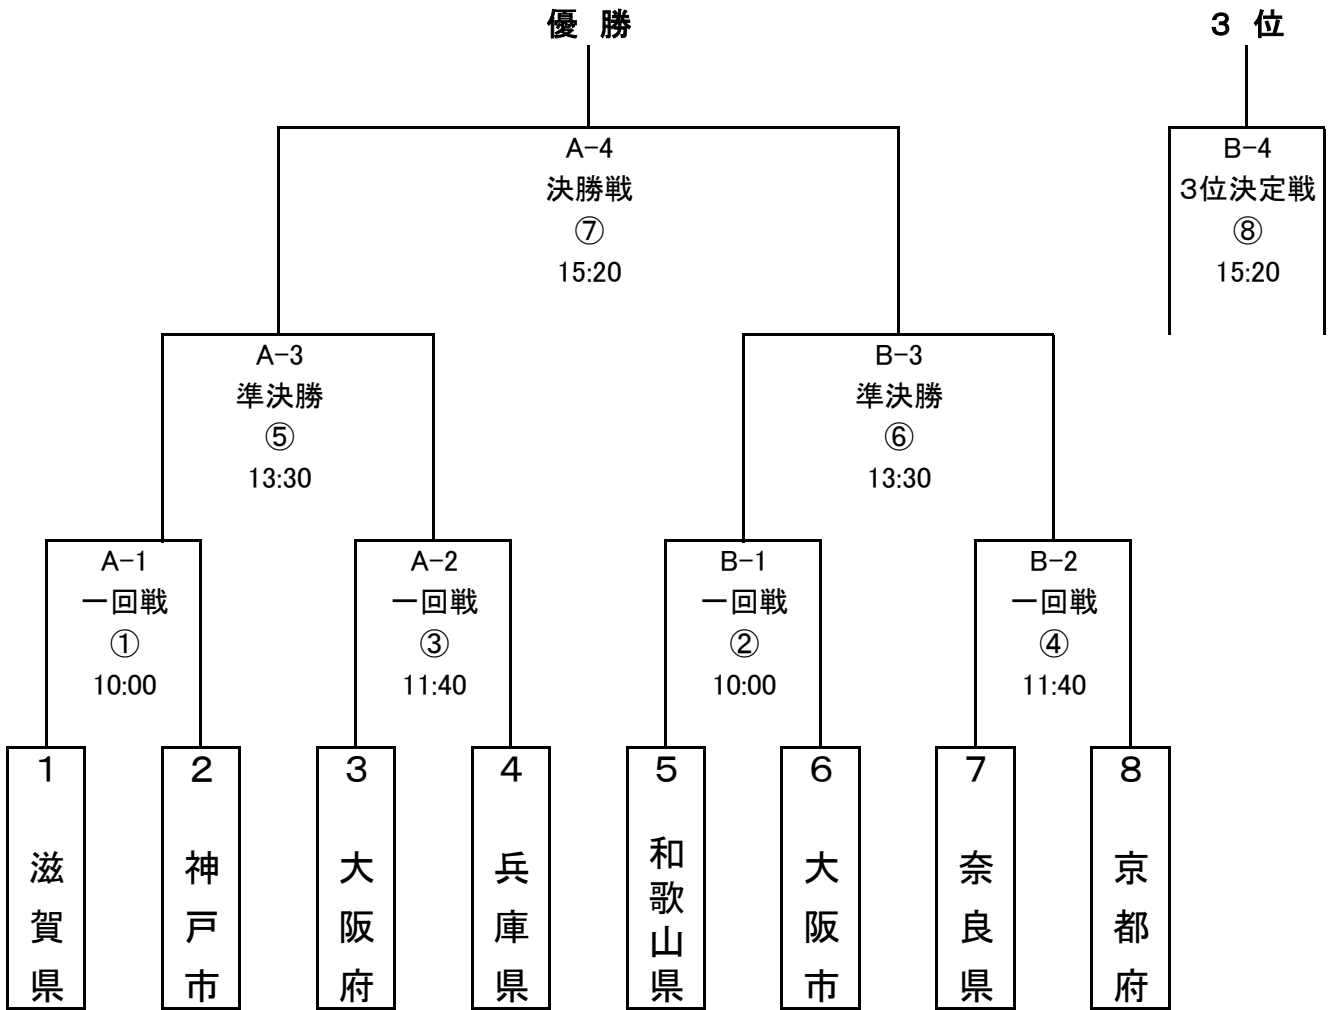 優 勝
３ 位
A-4
決勝戦
⑦
15:20
B-4
３位決定戦
⑧
15:20
A-3
準決勝
⑤
13:30
B-3
準決勝
⑥
13:30
A-1
一回戦
①
10:00
A-2
一回戦
③
11:40
B-1
一回戦
②
10:00
B-2
一回戦
④
11:40
1
滋賀県
2
神戸市
3
大阪府
4
兵庫県
5
和歌山県
6
大阪市
7
奈良県
8
京都府